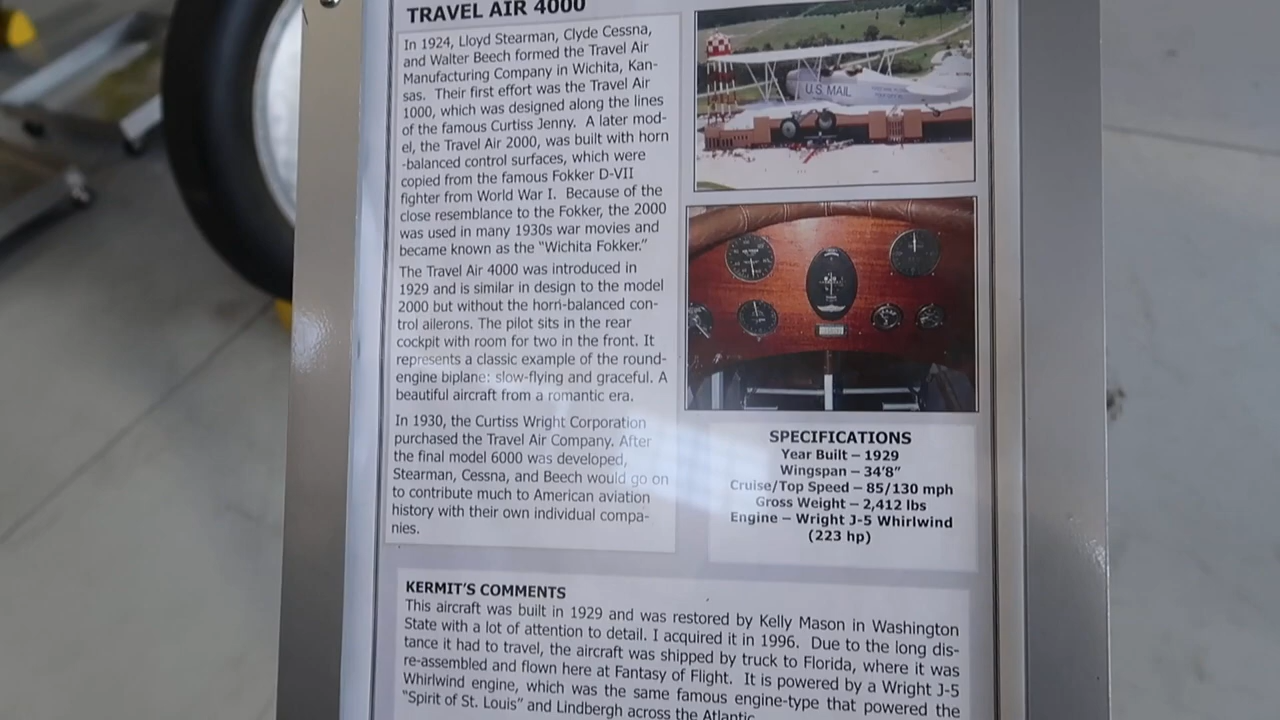 TRAVEL AIR 4000
In 1924, Lloyd Stearman, Clyde Cessna,
and Walter Beech formed the Travel Air
Manufacturing Company in Wichita, Kan-
sas. Their first effort was the Travel Air
1000, which was designed along the lines
of the famous Curtiss Jenny. A later mod-
el, the Travel Air 2000, was built with horn
-balanced control surfaces, which were
copied from the famous Fokker D-VII
fighter from World War I. Because of the
close resemblance to the Fokker, the 2000
was used in many 1930s war movies and
became known as the "Wichita Fokker."
The Travel Air 4000 was introduced in
1929 and is similar in design to the model
2000 but without the horn-balanced con-
trol ailerons. The pilot sits in the rear
cockpit with room for two in the front. It
represents a classic example of the round-
engine biplane: slow-flying and graceful. A
beautiful aircraft from a romantic era.
In 1930, the Curtiss Wright Corporation
purchased the Travel Air Company. After
the final model 6000 was developed,
Stearman, Cessna, and Beech would go on
to contribute much to American aviation
history with their own individual compa-
nies.
U.S. MAIL
SPECIFICATIONS
Year Built – 1929
Wingspan – 34'8"
Cruise/Top Speed – 85/130 mph
Gross Weight – 2,412 lbs
Engine – Wright J-5 Whirlwind
(223 hp)
KERMIT'S COMMENTS
This aircraft was built in 1929 and was restored by Kelly Mason in Washington
State with a lot of attention to detail. I acquired it in 1996. Due to the long dis-
tance it had to travel, the aircraft was shipped by truck to Florida, where it was
re-assembled and flown here at Fantasy of Flight. It is powered by a Wright J-5
Whirlwind engine, which was the same famous engine-type that powered the
"Spirit of St. Louis" and Lindbergh across the Atlantic.